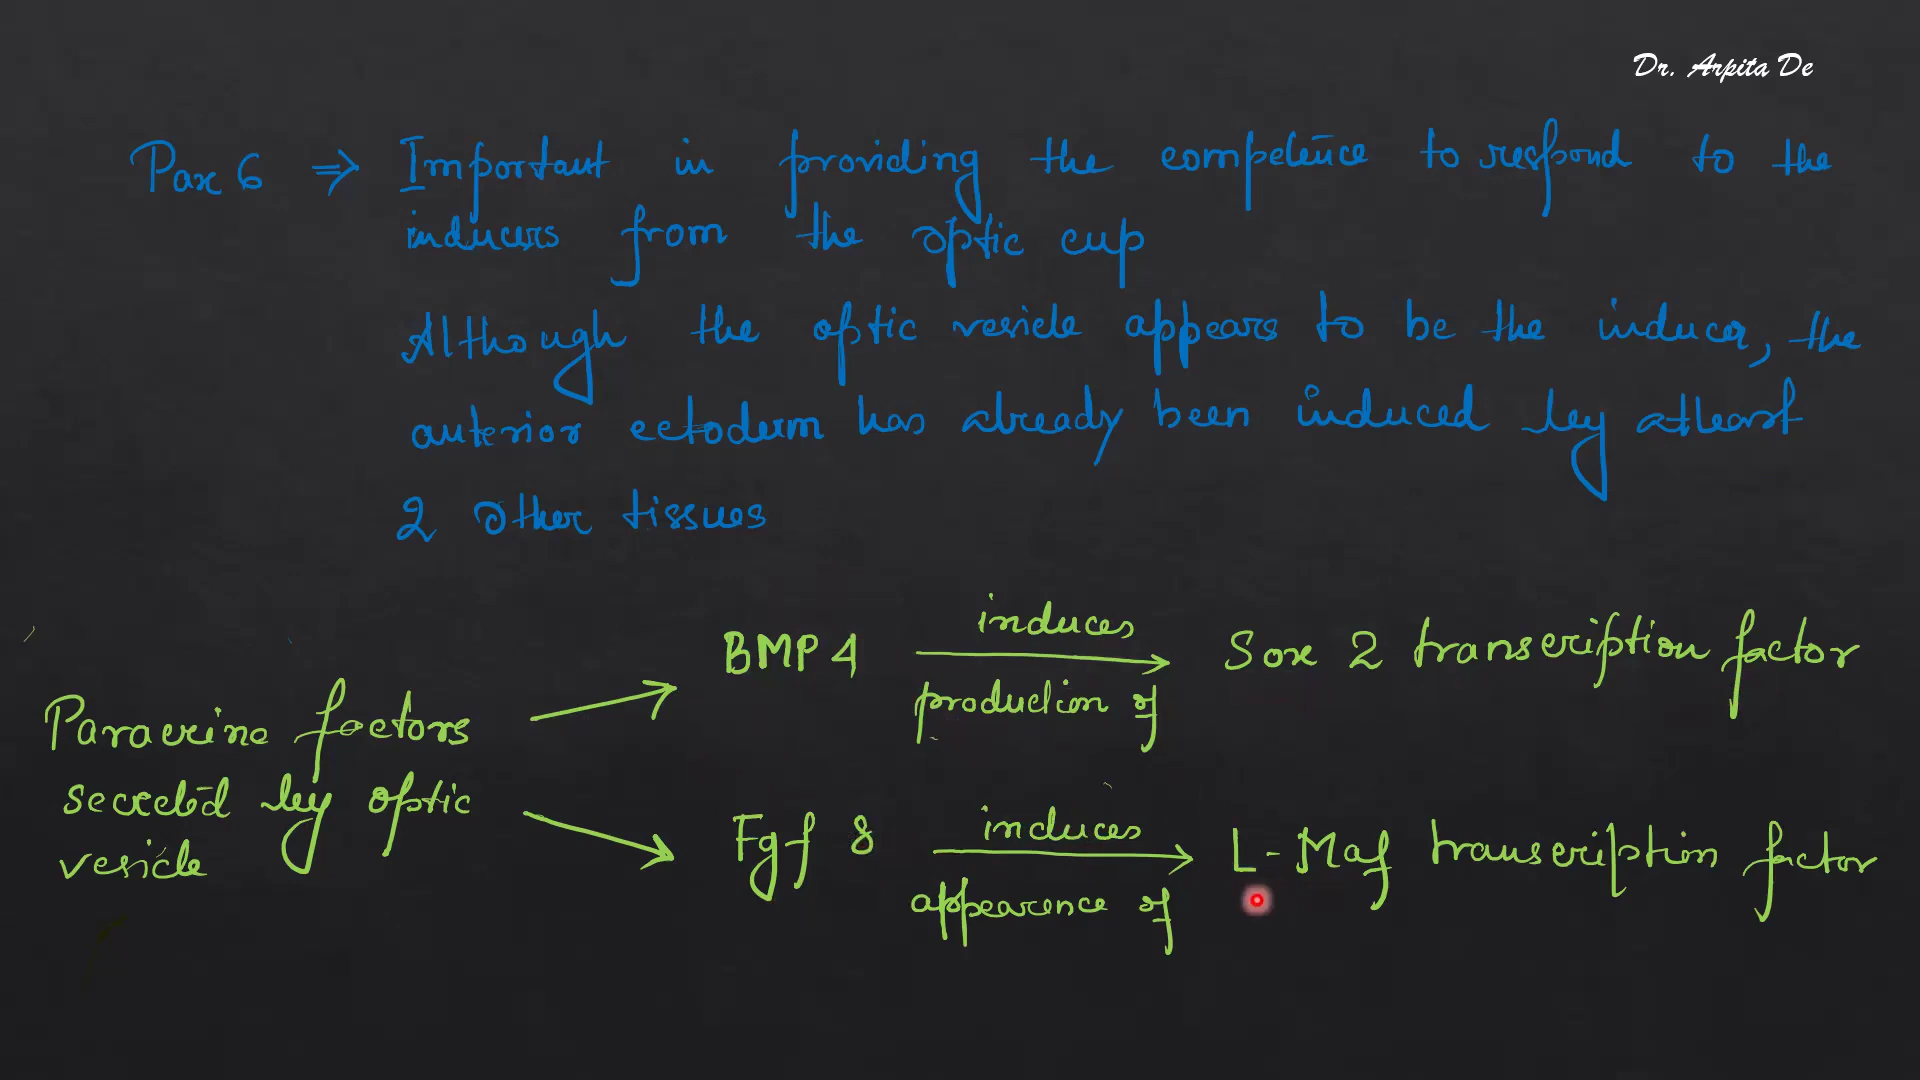 Dr. Arpita De
Pax 6 ⇒ Important in providing the competence to respond to the
inducers from the optic cup
Although the optic vesicle appears to be the inducer, the
anterior ectoderm has already been induced by atleast
2 other tissues
Paracrine factors
secreted by optic
vesicle
BMP 4 induces production of → Sox 2 transcription factor
Fgf 8 induces appearence of → L-Maf transcription factor